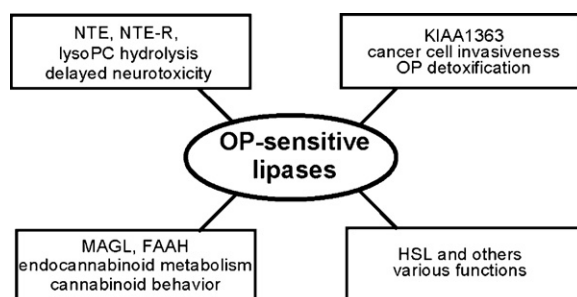 NTE, NTE-R,
lysoPC hydrolysis
delayed neurotoxicity
KIAA1363
cancer cell invasiveness
OP detoxification
OP-sensitive
lipases
MAGL, FAAH
endocannabinoid metabolism
cannabinoid behavior
HSL and others
various functions